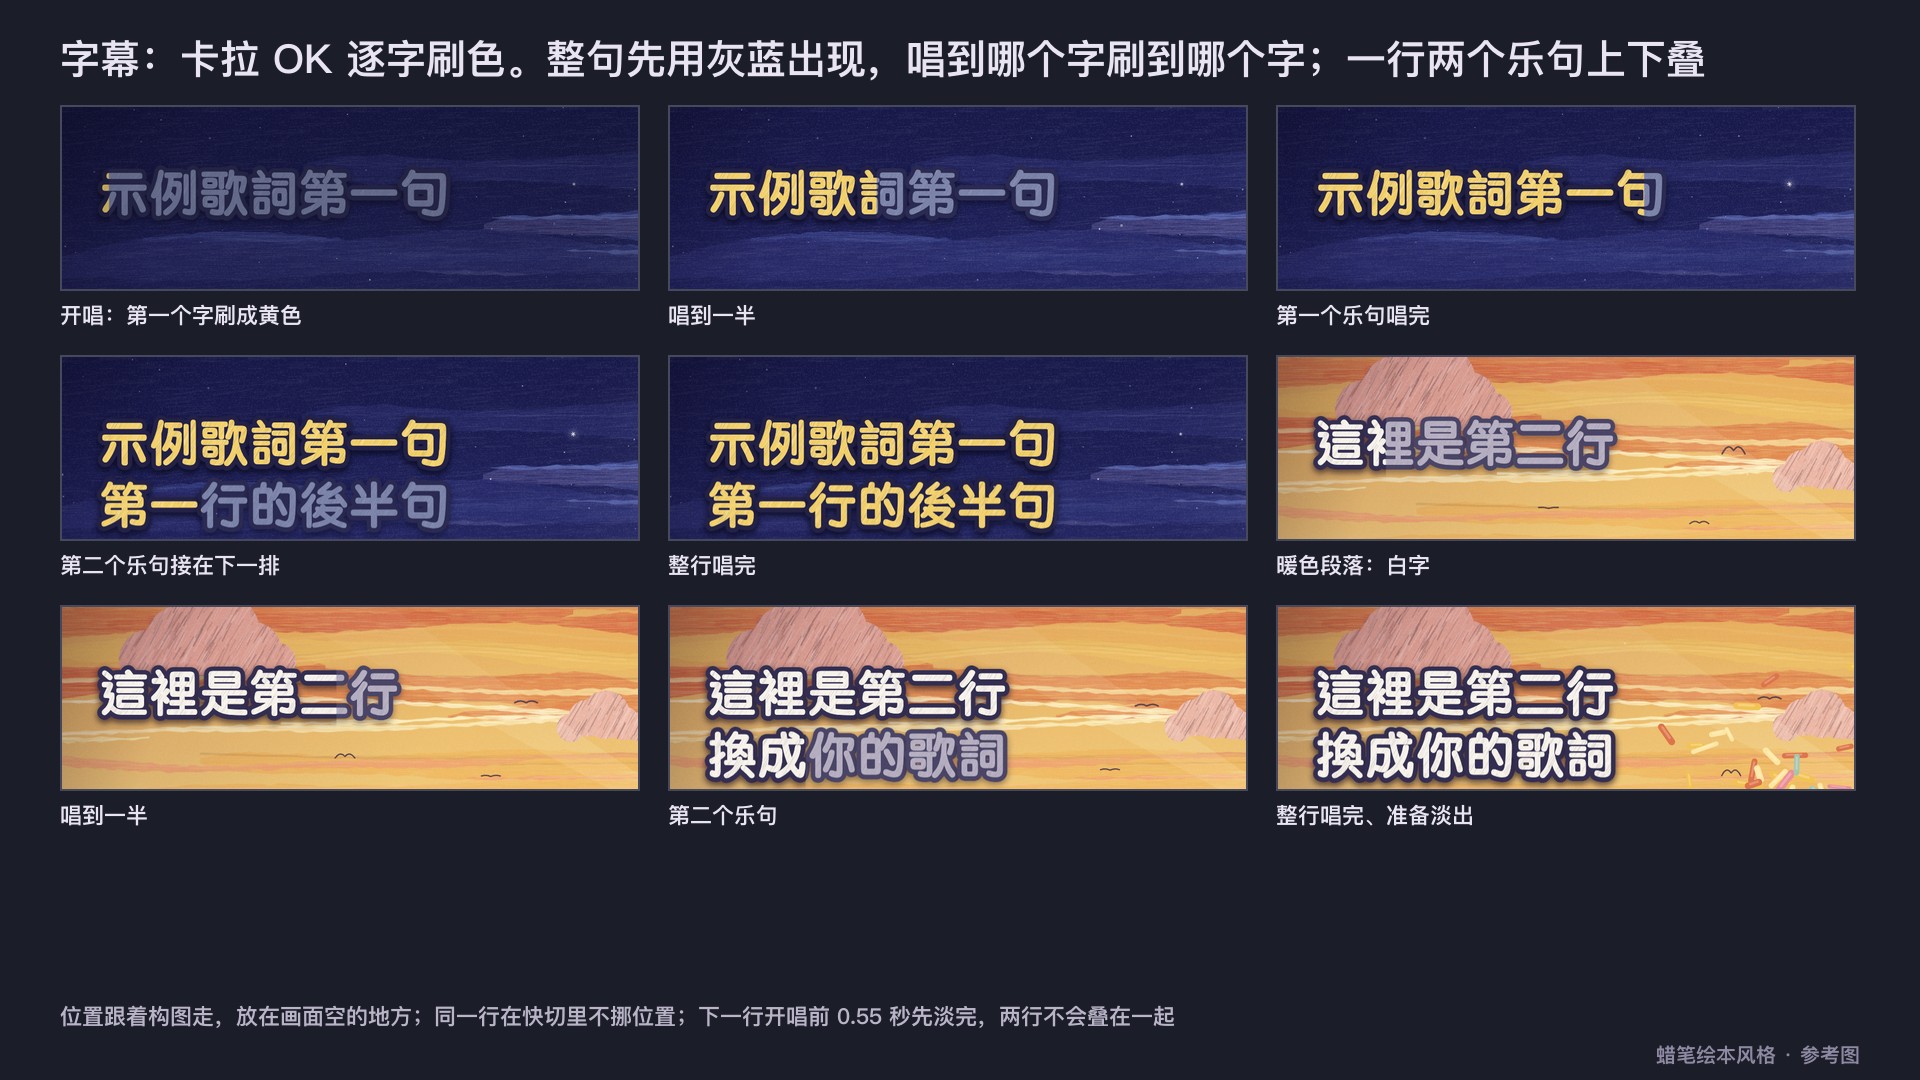 字幕：卡拉 OK 逐字刷色。整句先用灰蓝出现，唱到哪个字刷到哪个字；一行两个乐句上下叠
示例歌詞第一句
示例歌詞第一句
示例歌詞第一句
开唱：第一个字刷成黄色
唱到一半
第一个乐句唱完
示例歌詞第一句
第一行的後半句
示例歌詞第一句
第一行的後半句
這裡是第二行
第二个乐句接在下一排
整行唱完
暖色段落：白字
這裡是第二行
這裡是第二行
換成你的歌詞
這裡是第二行
換成你的歌詞
唱到一半
第二个乐句
整行唱完、准备淡出
位置跟着构图走，放在画面空的地方；同一行在快切里不挪位置；下一行开唱前 0.55 秒先淡完，两行不会叠在一起
蜡笔绘本风格 · 参考图